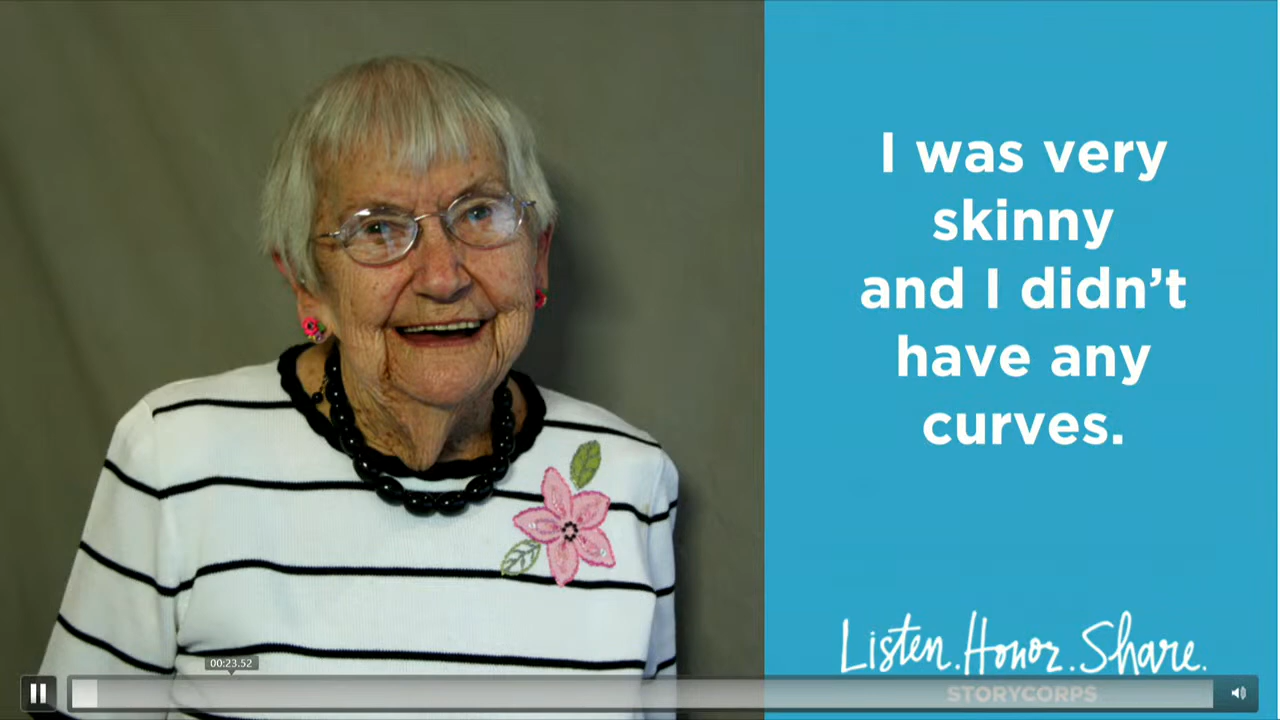 I was very
skinny
and I didn't
have any
curves.
Listen. Honor. Share.
STORYCORPS
00:23.52